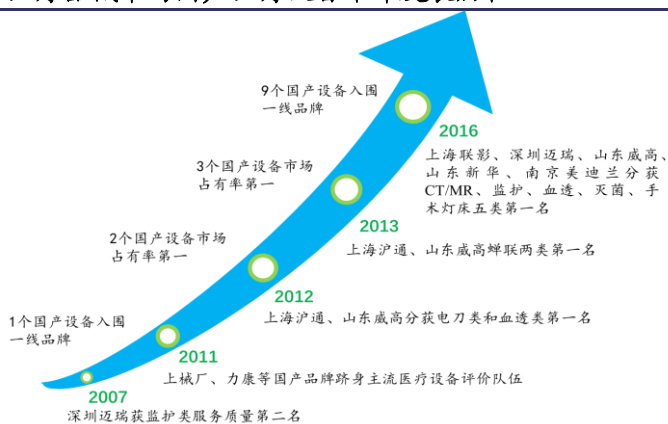 9个国产设备入围
一线品牌
2016
上海联影、深圳迈瑞、山东威高、
山东新华、南京美迪兰分获
CT/MR、监护、血透、灭菌、手
术灯床五类第一名
3个国产设备市场
占有率第一
2013
上海沪通、山东威高蝉联两类第一名
2个国产设备市场
占有率第一
2012
上海沪通、山东威高分获电刀类和血透类第一名
1个国产设备入围
一线品牌
2011
上械厂、力康等国产品牌跻身主流医疗设备评价队伍
2007
深圳迈瑞获监护类服务质量第二名